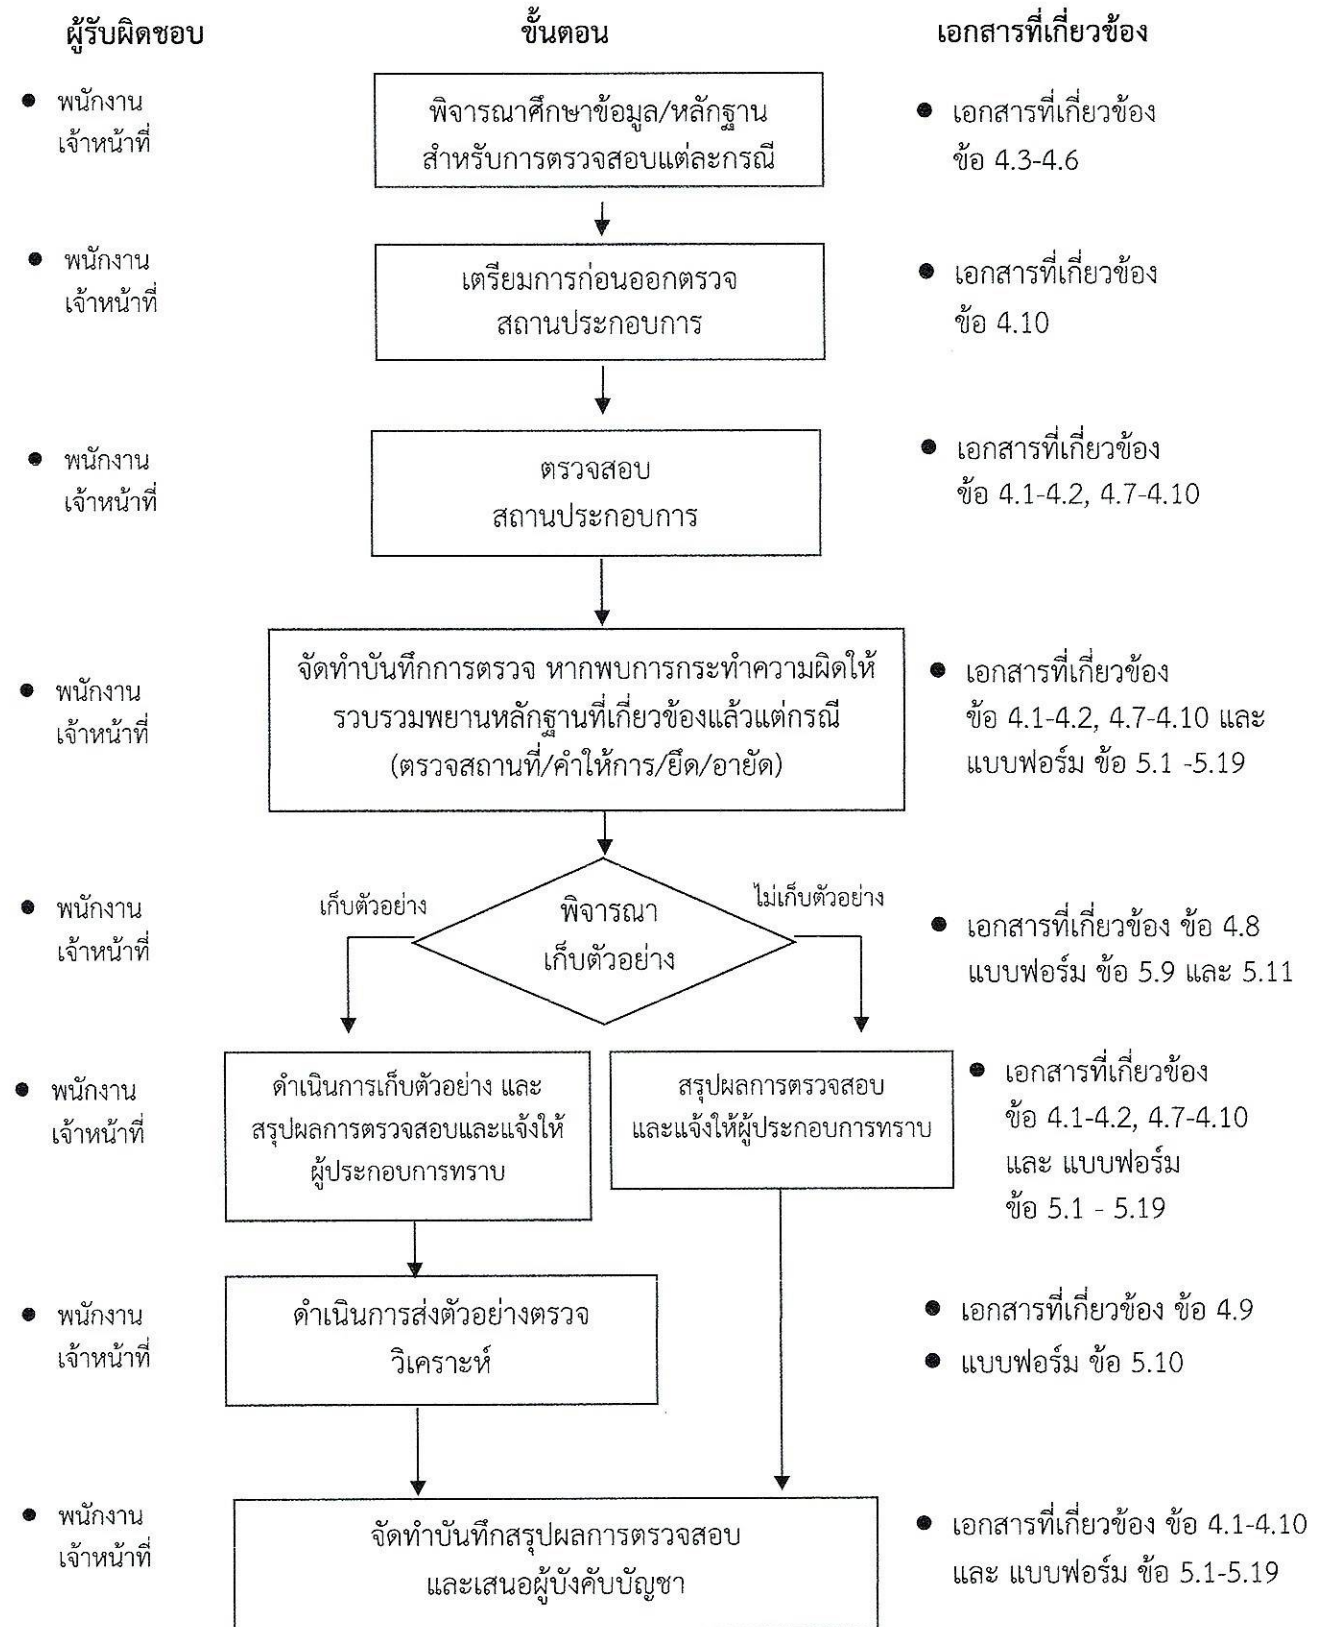 ผู้รับผิดชอบ
ขั้นตอน
เอกสารที่เกี่ยวข้อง
● พนักงาน
เจ้าหน้าที่
พิจารณาศึกษาข้อมูล/หลักฐาน
สำหรับการตรวจสอบแต่ละกรณี
● เอกสารที่เกี่ยวข้อง
ข้อ 4.3-4.6
● พนักงาน
เจ้าหน้าที่
เตรียมการก่อนออกตรวจ
สถานประกอบการ
● เอกสารที่เกี่ยวข้อง
ข้อ 4.10
● พนักงาน
เจ้าหน้าที่
ตรวจสอบ
สถานประกอบการ
● เอกสารที่เกี่ยวข้อง
ข้อ 4.1-4.2, 4.7-4.10
● พนักงาน
เจ้าหน้าที่
จัดทำบันทึกการตรวจ หากพบการกระทำความผิดให้
รวบรวมพยานหลักฐานที่เกี่ยวข้องแล้วแต่กรณี
(ตรวจสถานที่/คำให้การ/ยึด/อายัด)
● เอกสารที่เกี่ยวข้อง
ข้อ 4.1-4.2, 4.7-4.10 และ
แบบฟอร์ม ข้อ 5.1 -5.19
● พนักงาน
เจ้าหน้าที่
เก็บตัวอย่าง
พิจารณา
เก็บตัวอย่าง
ไม่เก็บตัวอย่าง
● เอกสารที่เกี่ยวข้อง ข้อ 4.8
แบบฟอร์ม ข้อ 5.9 และ 5.11
● พนักงาน
เจ้าหน้าที่
ดำเนินการเก็บตัวอย่าง และ
สรุปผลการตรวจสอบและแจ้งให้
ผู้ประกอบการทราบ
สรุปผลการตรวจสอบ
และแจ้งให้ผู้ประกอบการทราบ
● เอกสารที่เกี่ยวข้อง
ข้อ 4.1-4.2, 4.7-4.10
และ แบบฟอร์ม
ข้อ 5.1 - 5.19
● พนักงาน
เจ้าหน้าที่
ดำเนินการส่งตัวอย่างตรวจ
วิเคราะห์
● เอกสารที่เกี่ยวข้อง ข้อ 4.9
● แบบฟอร์ม ข้อ 5.10
● พนักงาน
เจ้าหน้าที่
จัดทำบันทึกสรุปผลการตรวจสอบ
และเสนอผู้บังคับบัญชา
● เอกสารที่เกี่ยวข้อง ข้อ 4.1-4.10
และ แบบฟอร์ม ข้อ 5.1-5.19